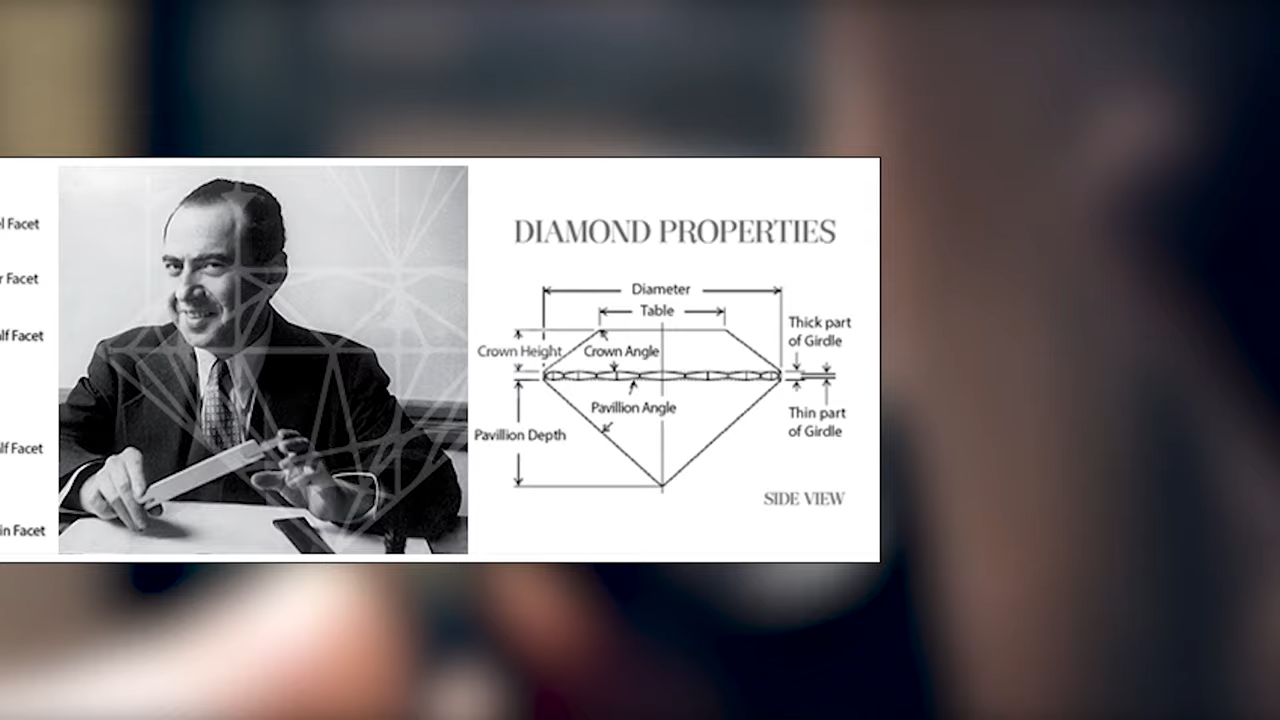 l Facet
r Facet
lf Facet
lf Facet
in Facet
DIAMOND PROPERTIES
Diameter
Table
Crown Height
Crown Angle
Thick part
of Girdle
Pavillion Angle
Pavillion Depth
Thin part
of Girdle
SIDE VIEW